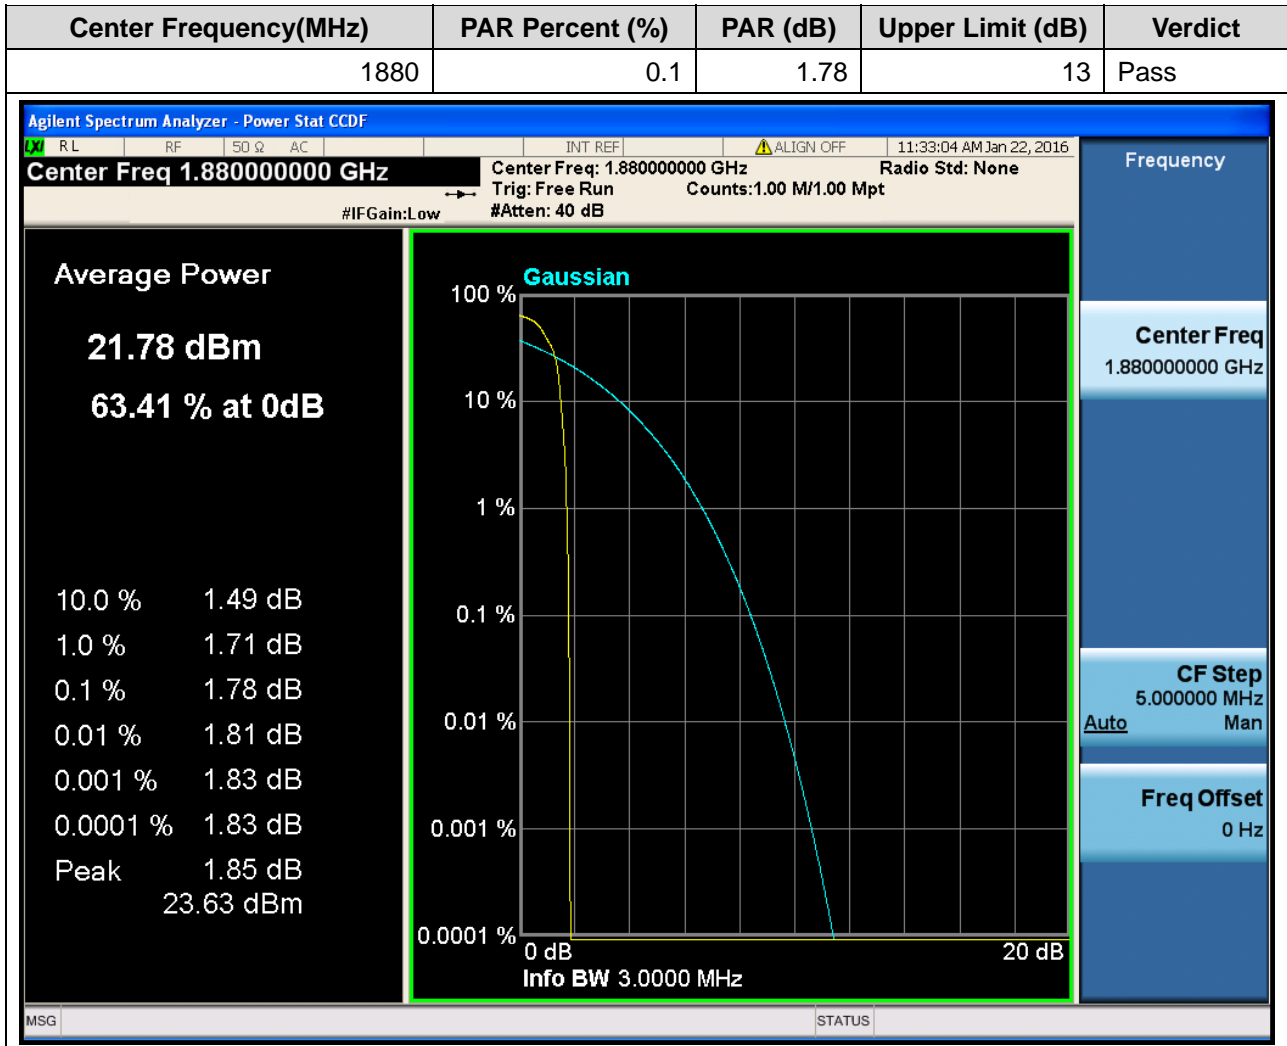 Center Frequency(MHz) PAR Percent (%) PAR (dB) Upper Limit (dB) Verdict
1880 0.1 1.78 13 Pass
Agilent Spectrum Analyzer - Power Stat CCDF
LXI RL RF 50 Ω AC INT REF ALIGN OFF 11:33:04 AM Jan 22, 2016
Center Freq 1.880000000 GHz
Center Freq: 1.880000000 GHz Radio Std: None
Trig: Free Run Counts:1.00 M/1.00 Mpt
#IFGain:Low #Atten: 40 dB
Average Power
21.78 dBm
63.41 % at 0dB
10.0 % 1.49 dB
1.0 % 1.71 dB
0.1 % 1.78 dB
0.01 % 1.81 dB
0.001 % 1.83 dB
0.0001 % 1.83 dB
Peak 1.85 dB
23.63 dBm
Gaussian
100 %
10 %
1 %
0.1 %
0.01 %
0.001 %
0.0001 %
0 dB 20 dB
Info BW 3.0000 MHz
Frequency
Center Freq
1.880000000 GHz
CF Step
5.000000 MHz
Auto Man
Freq Offset
0 Hz
MSG STATUS